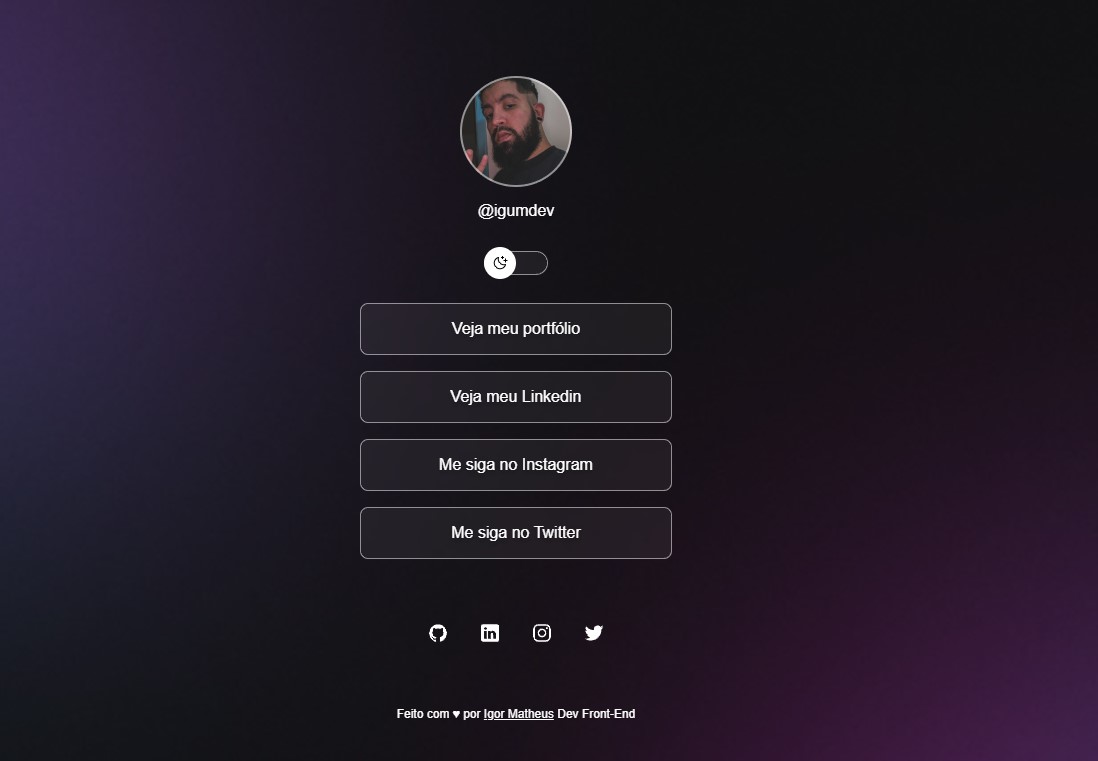 @igumdev
Veja meu portfólio
Veja meu Linkedin
Me siga no Instagram
Me siga no Twitter
Feito com ♥ por Igor Matheus Dev Front-End